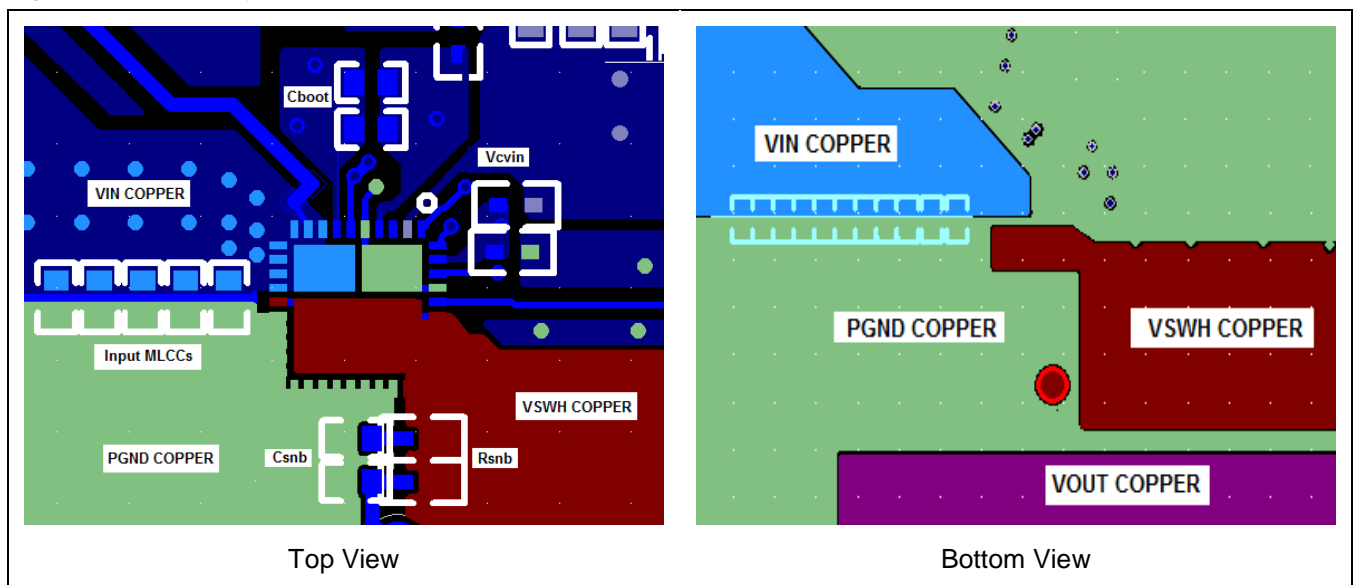 Cboot
Vcvin
VIN COPPER
Input MLCCs
VSWH COPPER
PGND COPPER
Csnb
Rsnb
Top View
VIN COPPER
PGND COPPER
VSWH COPPER
VOUT COPPER
Bottom View